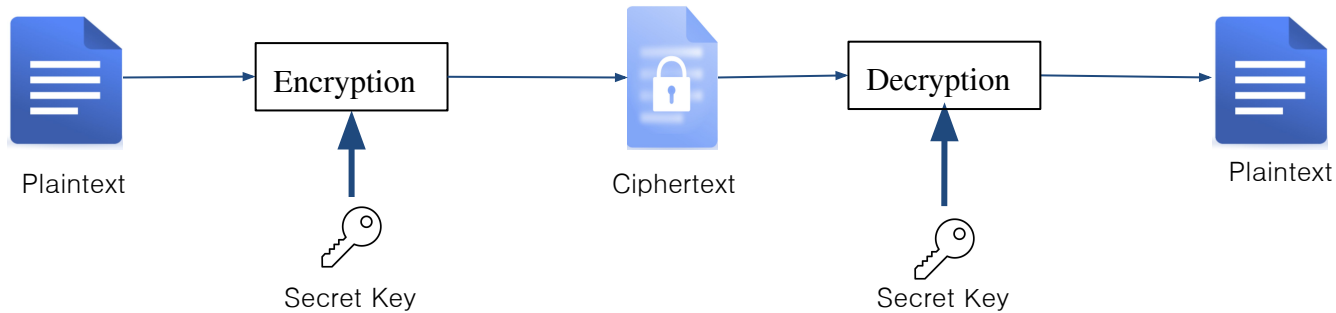 Encryption
Decryption
Plaintext
Ciphertext
Plaintext
Secret Key
Secret Key